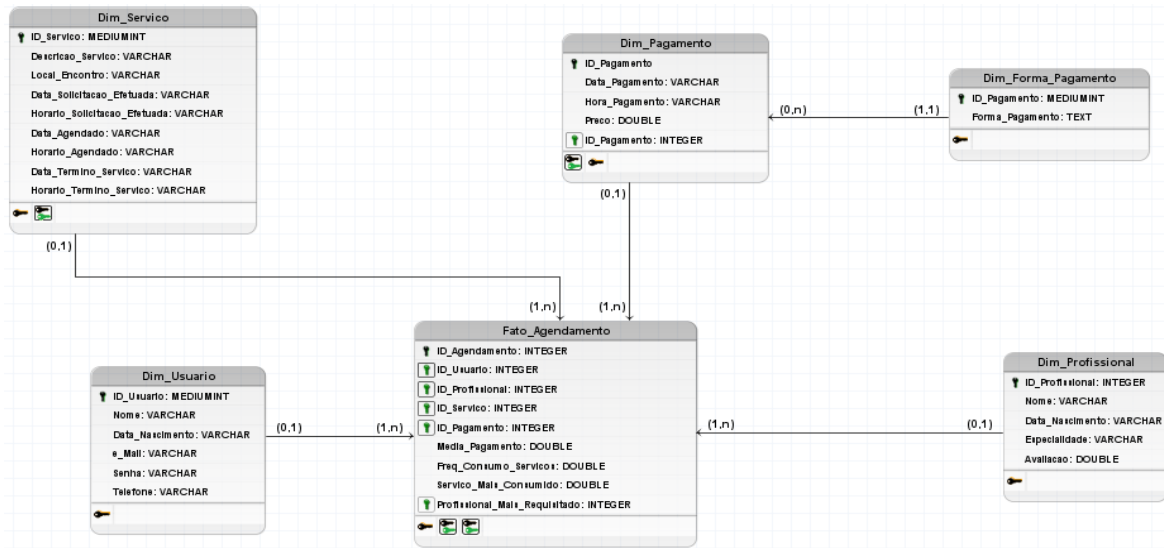 Dim_Servico
ID_Servico: MEDIUMINT
Descricao_Servico: VARCHAR
Local_Encontro: VARCHAR
Data_Solicitacao_Efetuada: VARCHAR
Horario_Solicitacao_Efetuada: VARCHAR
Data_Agendado: VARCHAR
Horario_Agendado: VARCHAR
Data_Termino_Servico: VARCHAR
Horario_Termino_Servico: VARCHAR
(0,1)
Dim_Pagamento
ID_Pagamento
Data_Pagamento: VARCHAR
Hora_Pagamento: VARCHAR
Preco: DOUBLE
ID_Pagamento: INTEGER
(0,1)
(0,n)
(1,1)
Dim_Forma_Pagamento
ID_Pagamento: MEDIUMINT
Forma_Pagamento: TEXT
(1,n)
(1,n)
Fato_Agendamento
ID_Agendamento: INTEGER
ID_Usuario: INTEGER
ID_Profissional: INTEGER
ID_Servico: INTEGER
ID_Pagamento: INTEGER
Media_Pagamento: DOUBLE
Freq_Consumo_Servicos: DOUBLE
Servico_Mais_Consumido: DOUBLE
Profissional_Mais_Requisitado: INTEGER
Dim_Usuario
ID_Usuario: MEDIUMINT
Nome: VARCHAR
Data_Nascimento: VARCHAR
e_Mail: VARCHAR
Senha: VARCHAR
Telefone: VARCHAR
(0,1)
(1,n)
(1,n)
(0,1)
Dim_Profissional
ID_Profissional: INTEGER
Nome: VARCHAR
Data_Nascimento: VARCHAR
Especialidade: VARCHAR
Avaliacao: DOUBLE